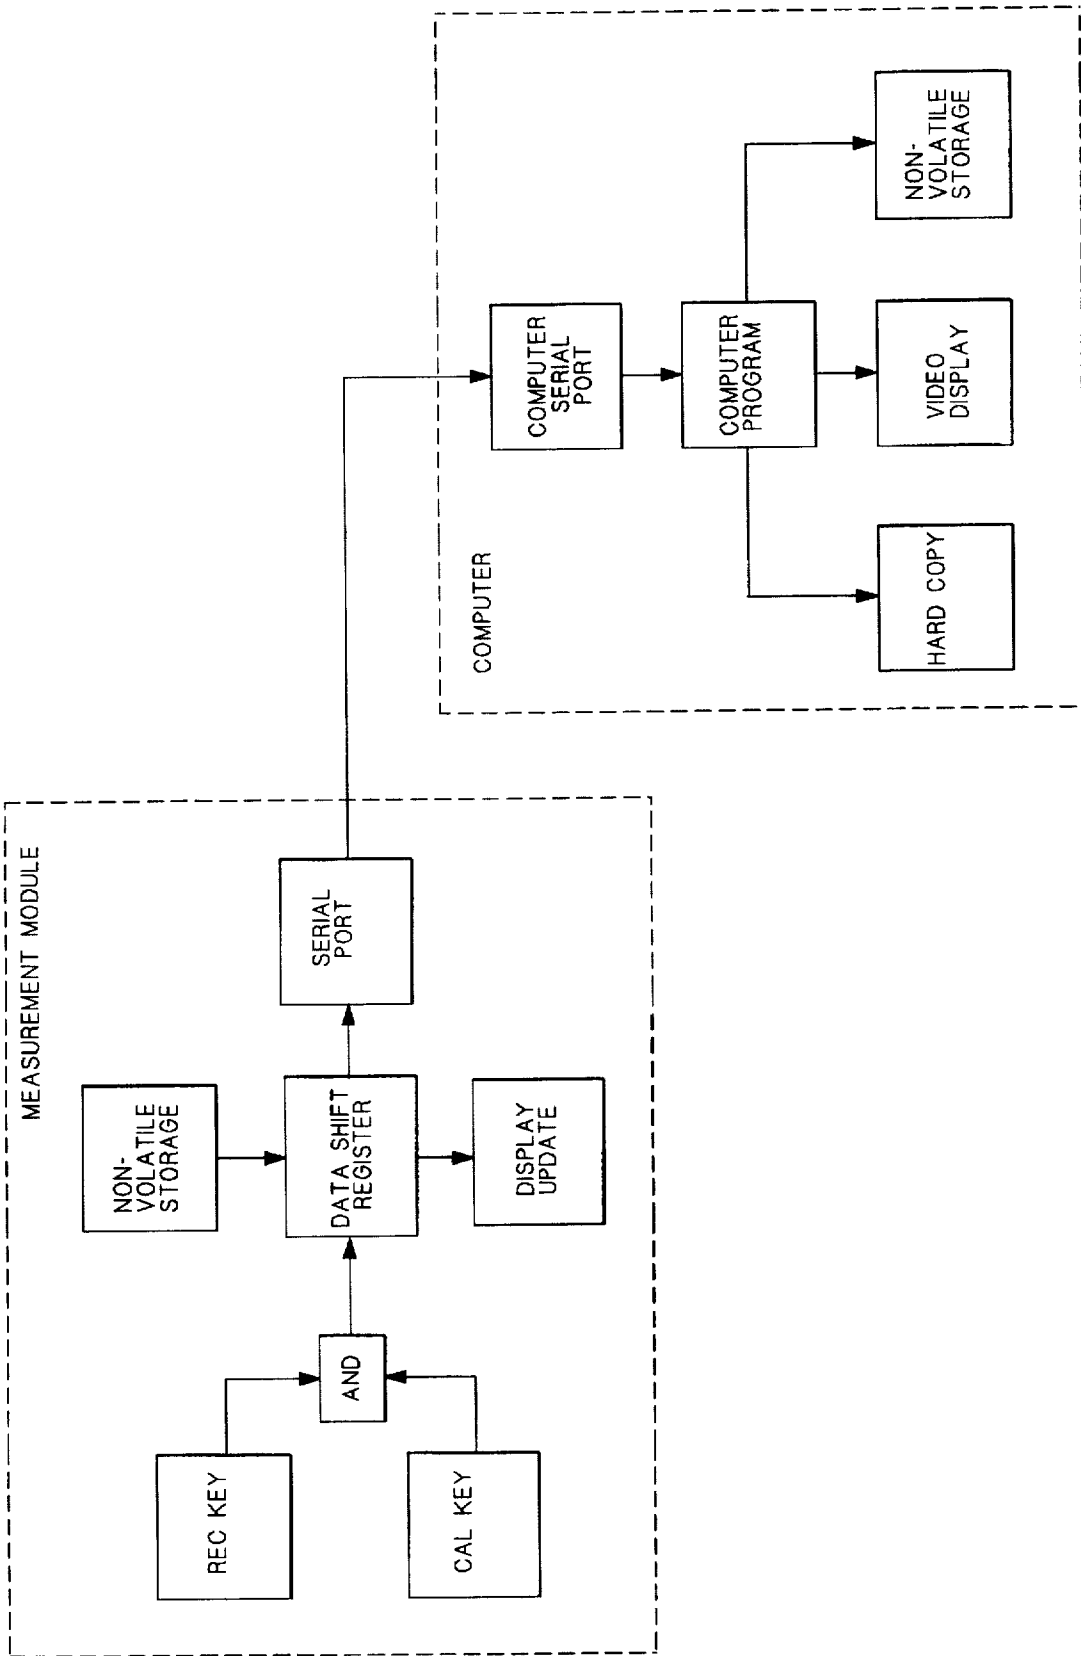 MEASUREMENT MODULE
REC KEY
CAL KEY
AND
NON-
VOLATILE
STORAGE
DATA SHIFT
REGISTER
DISPLAY
UPDATE
SERIAL
PORT
COMPUTER
COMPUTER
SERIAL
PORT
COMPUTER
PROGRAM
HARD COPY
VIDEO
DISPLAY
NON-
VOLATILE
STORAGE